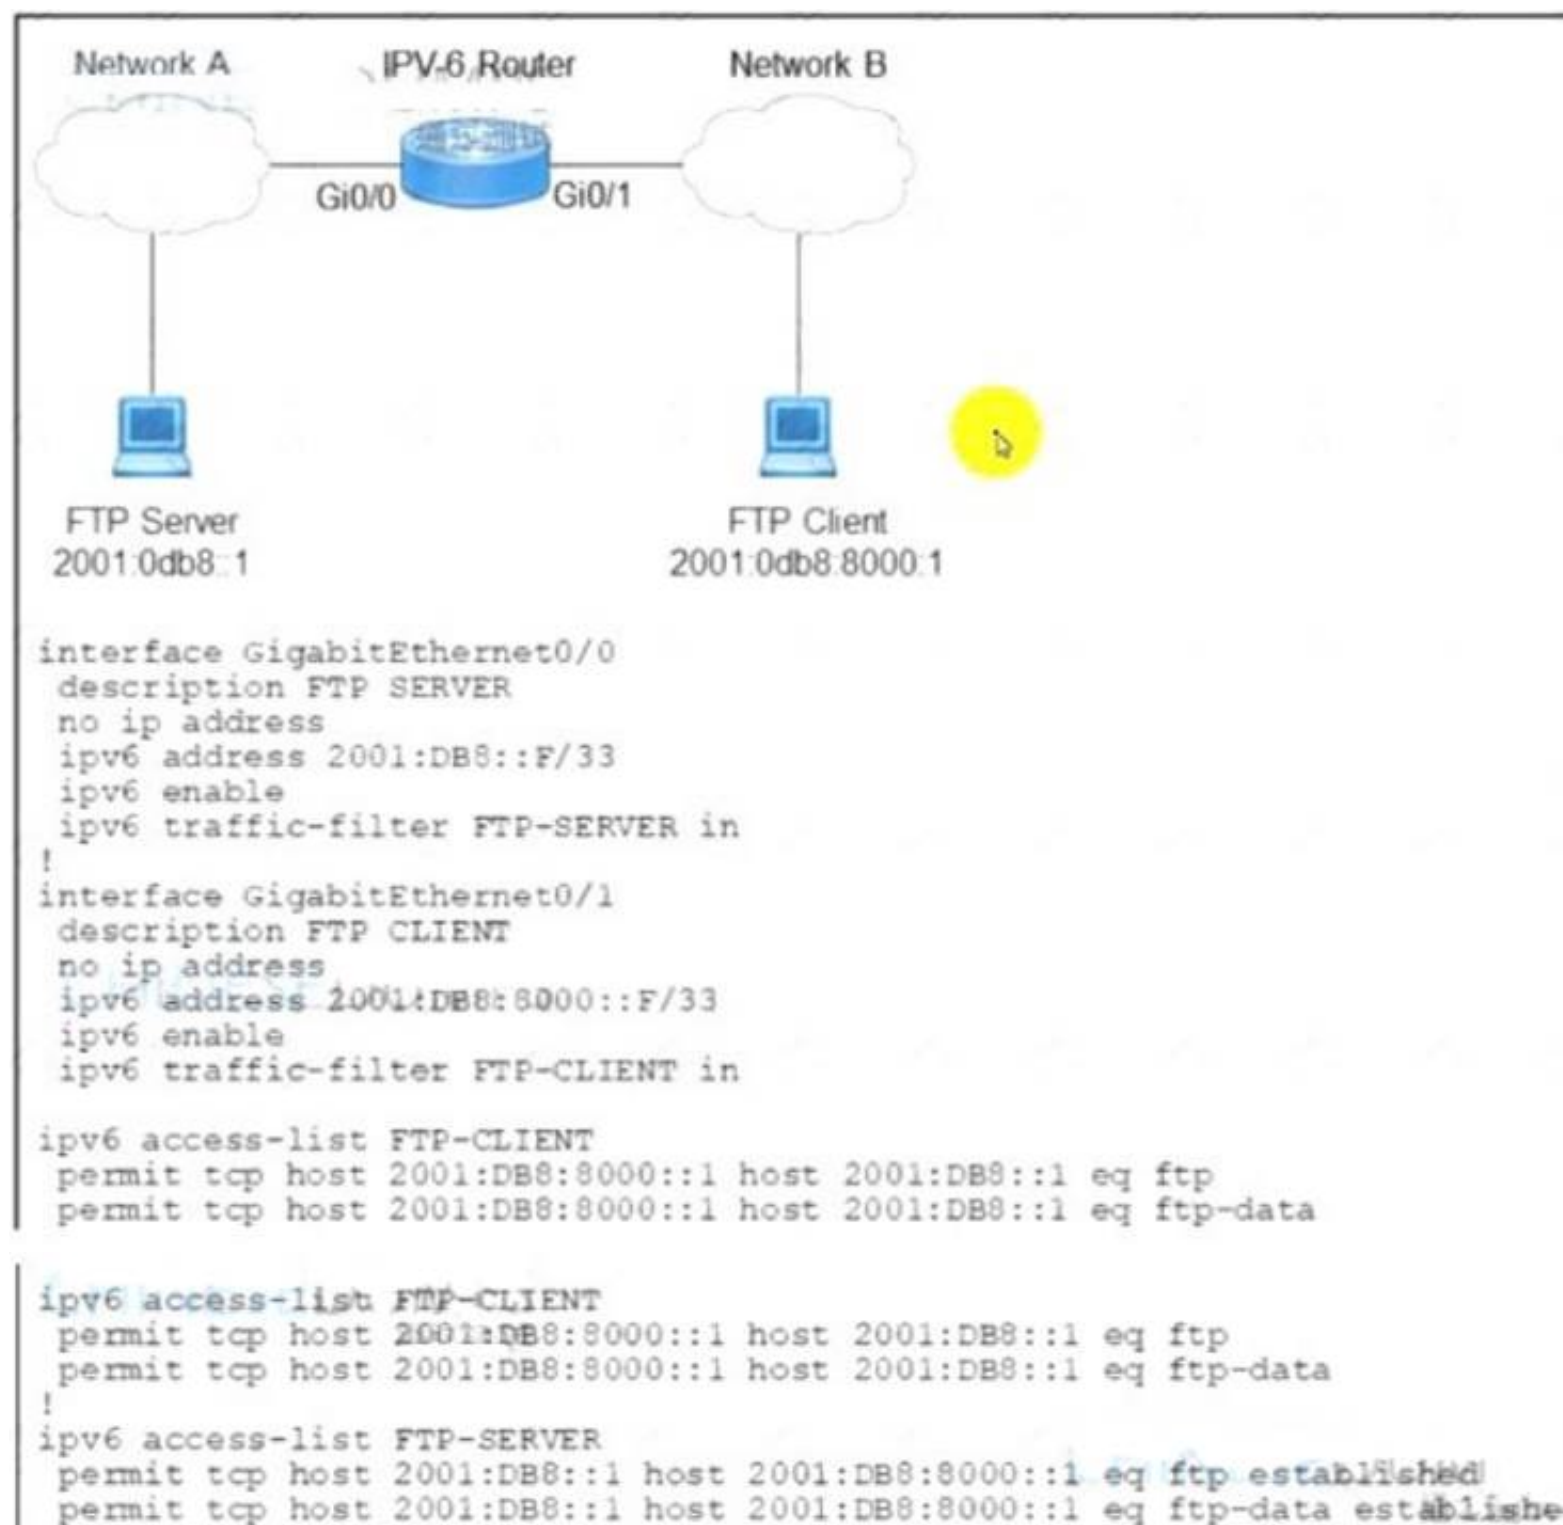 Network A IPV-6 Router Network B
Gi0/0 Gi0/1
FTP Server FTP Client
2001:0db8::1 2001:0db8:8000:1
interface GigabitEthernet0/0
description FTP SERVER
no ip address
ipv6 address 2001:DB8::F/33
ipv6 enable
ipv6 traffic-filter FTP-SERVER in
!
interface GigabitEthernet0/1
description FTP CLIENT
no ip address
ipv6 address 2001:DB8:8000::F/33
ipv6 enable
ipv6 traffic-filter FTP-CLIENT in
ipv6 access-list FTP-CLIENT
permit tcp host 2001:DB8:8000::1 host 2001:DB8::1 eq ftp
permit tcp host 2001:DB8:8000::1 host 2001:DB8::1 eq ftp-data
ipv6 access-list FTP-CLIENT
permit tcp host 2001:DB8:8000::1 host 2001:DB8::1 eq ftp
permit tcp host 2001:DB8:8000::1 host 2001:DB8::1 eq ftp-data
!
ipv6 access-list FTP-SERVER
permit tcp host 2001:DB8::1 host 2001:DB8:8000::1 eq ftp established
permit tcp host 2001:DB8::1 host 2001:DB8:8000::1 eq ftp-data establishe